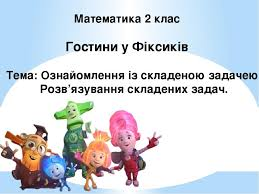 Математика 2 клас
Гостини у Фіксиків
Тема: Ознайомлення із складеною задачею
Розв'язування складених задач.